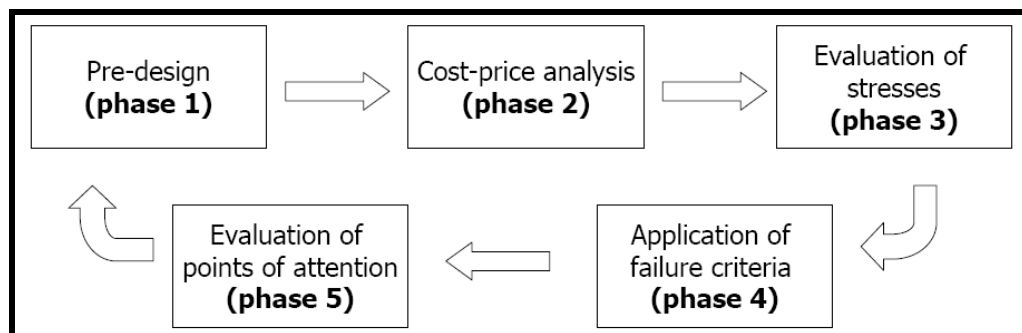 Pre-design
(phase 1)
Cost-price analysis
(phase 2)
Evaluation of
stresses
(phase 3)
Evaluation of
points of attention
(phase 5)
Application of
failure criteria
(phase 4)